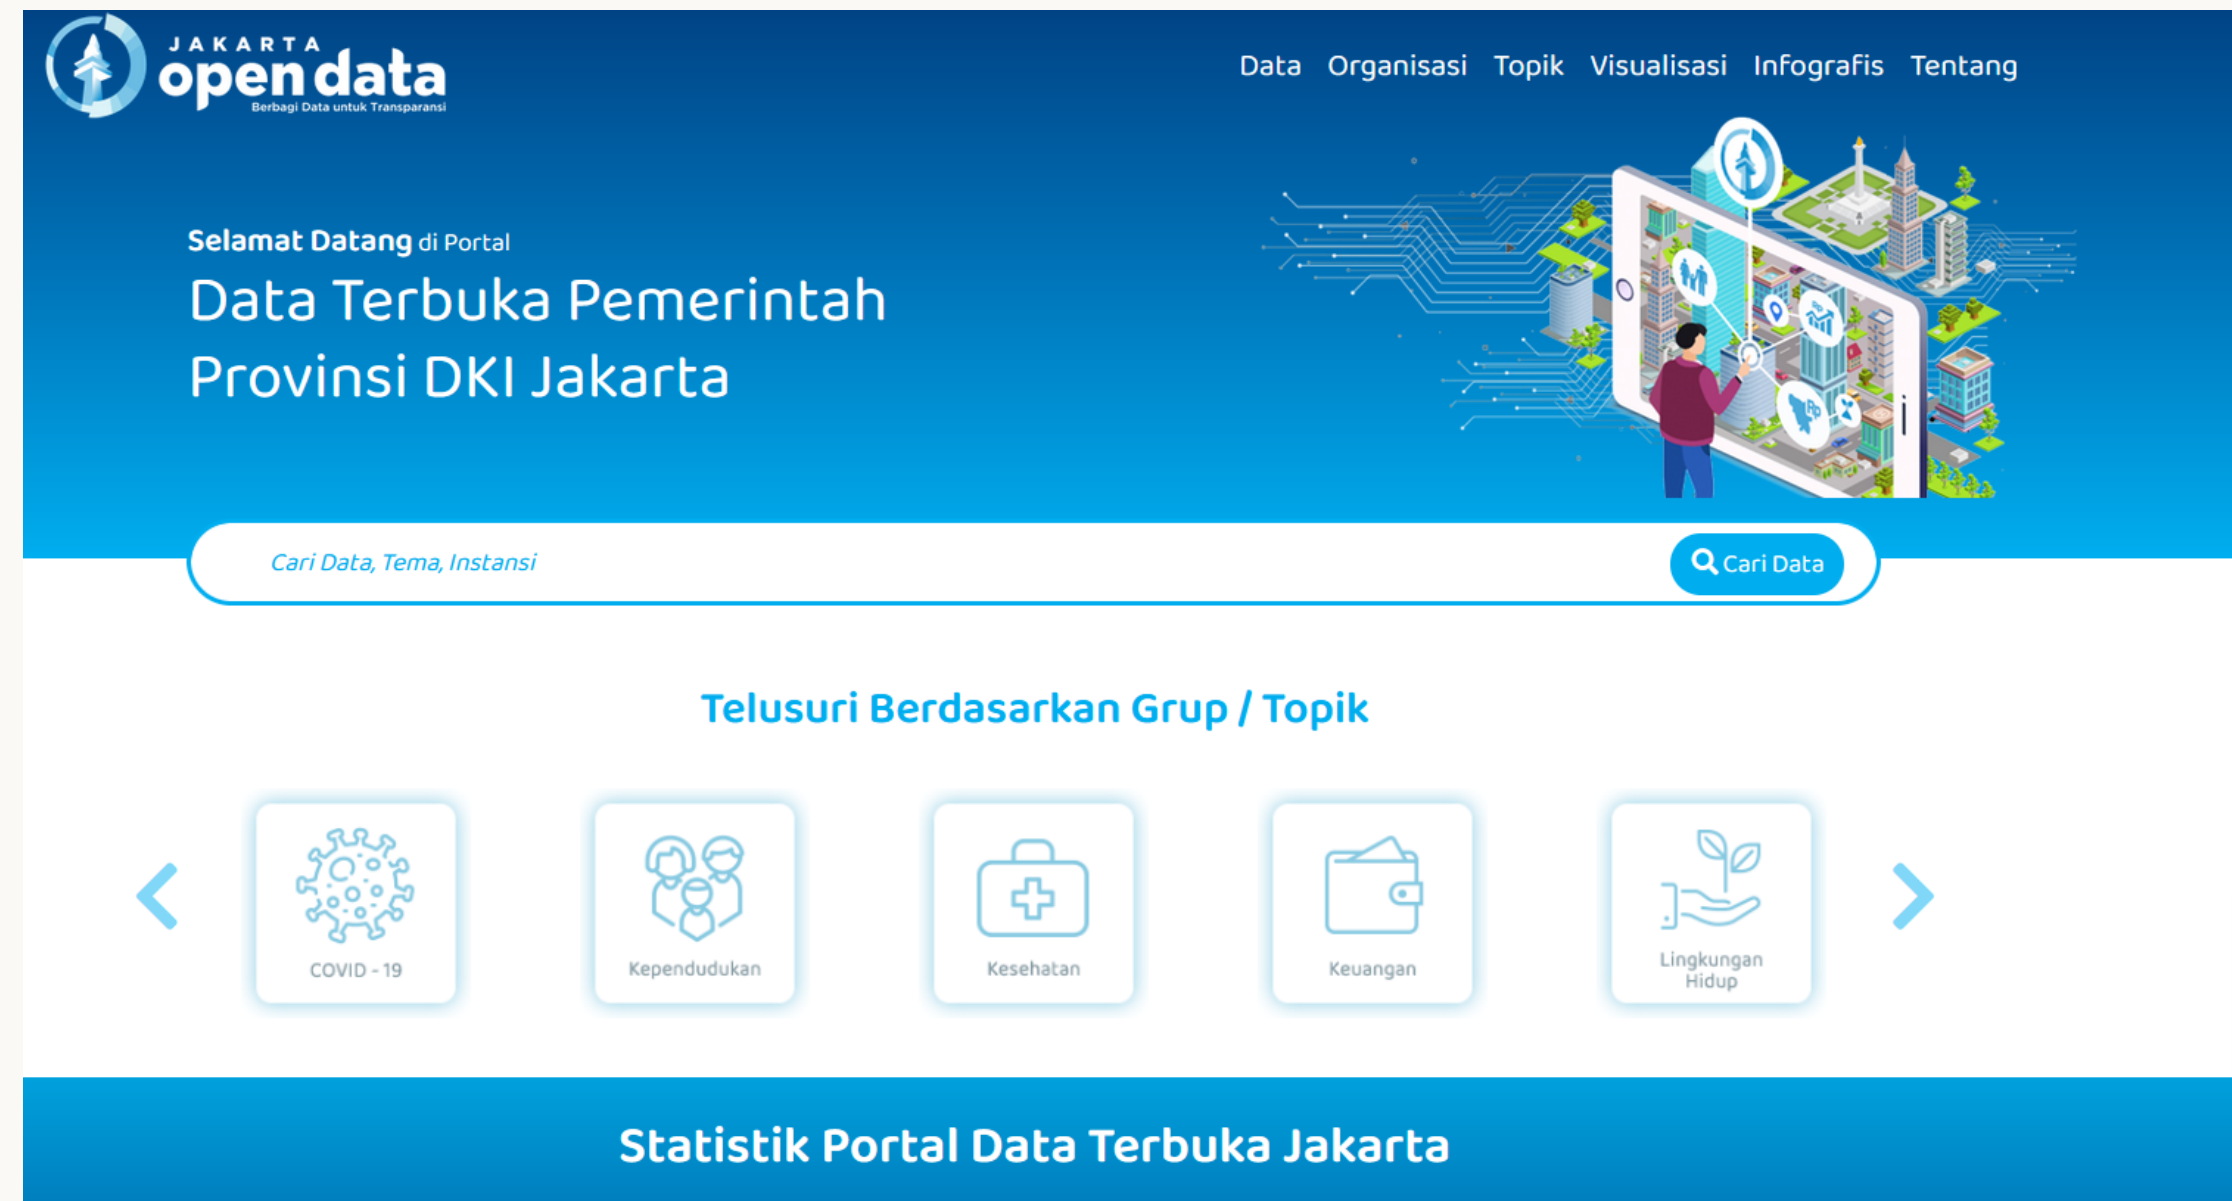 JAKARTA
open data
Berbagi Data untuk Transparansi
Data Organisasi Topik Visualisasi Infografis Tentang
Selamat Datang di Portal
Data Terbuka Pemerintah
Provinsi DKI Jakarta
Rp
Rp
Cari Data, Tema, Instansi
Cari Data
Telusuri Berdasarkan Grup / Topik
COVID - 19
Kependudukan
Kesehatan
Keuangan
Lingkungan
Hidup
Statistik Portal Data Terbuka Jakarta